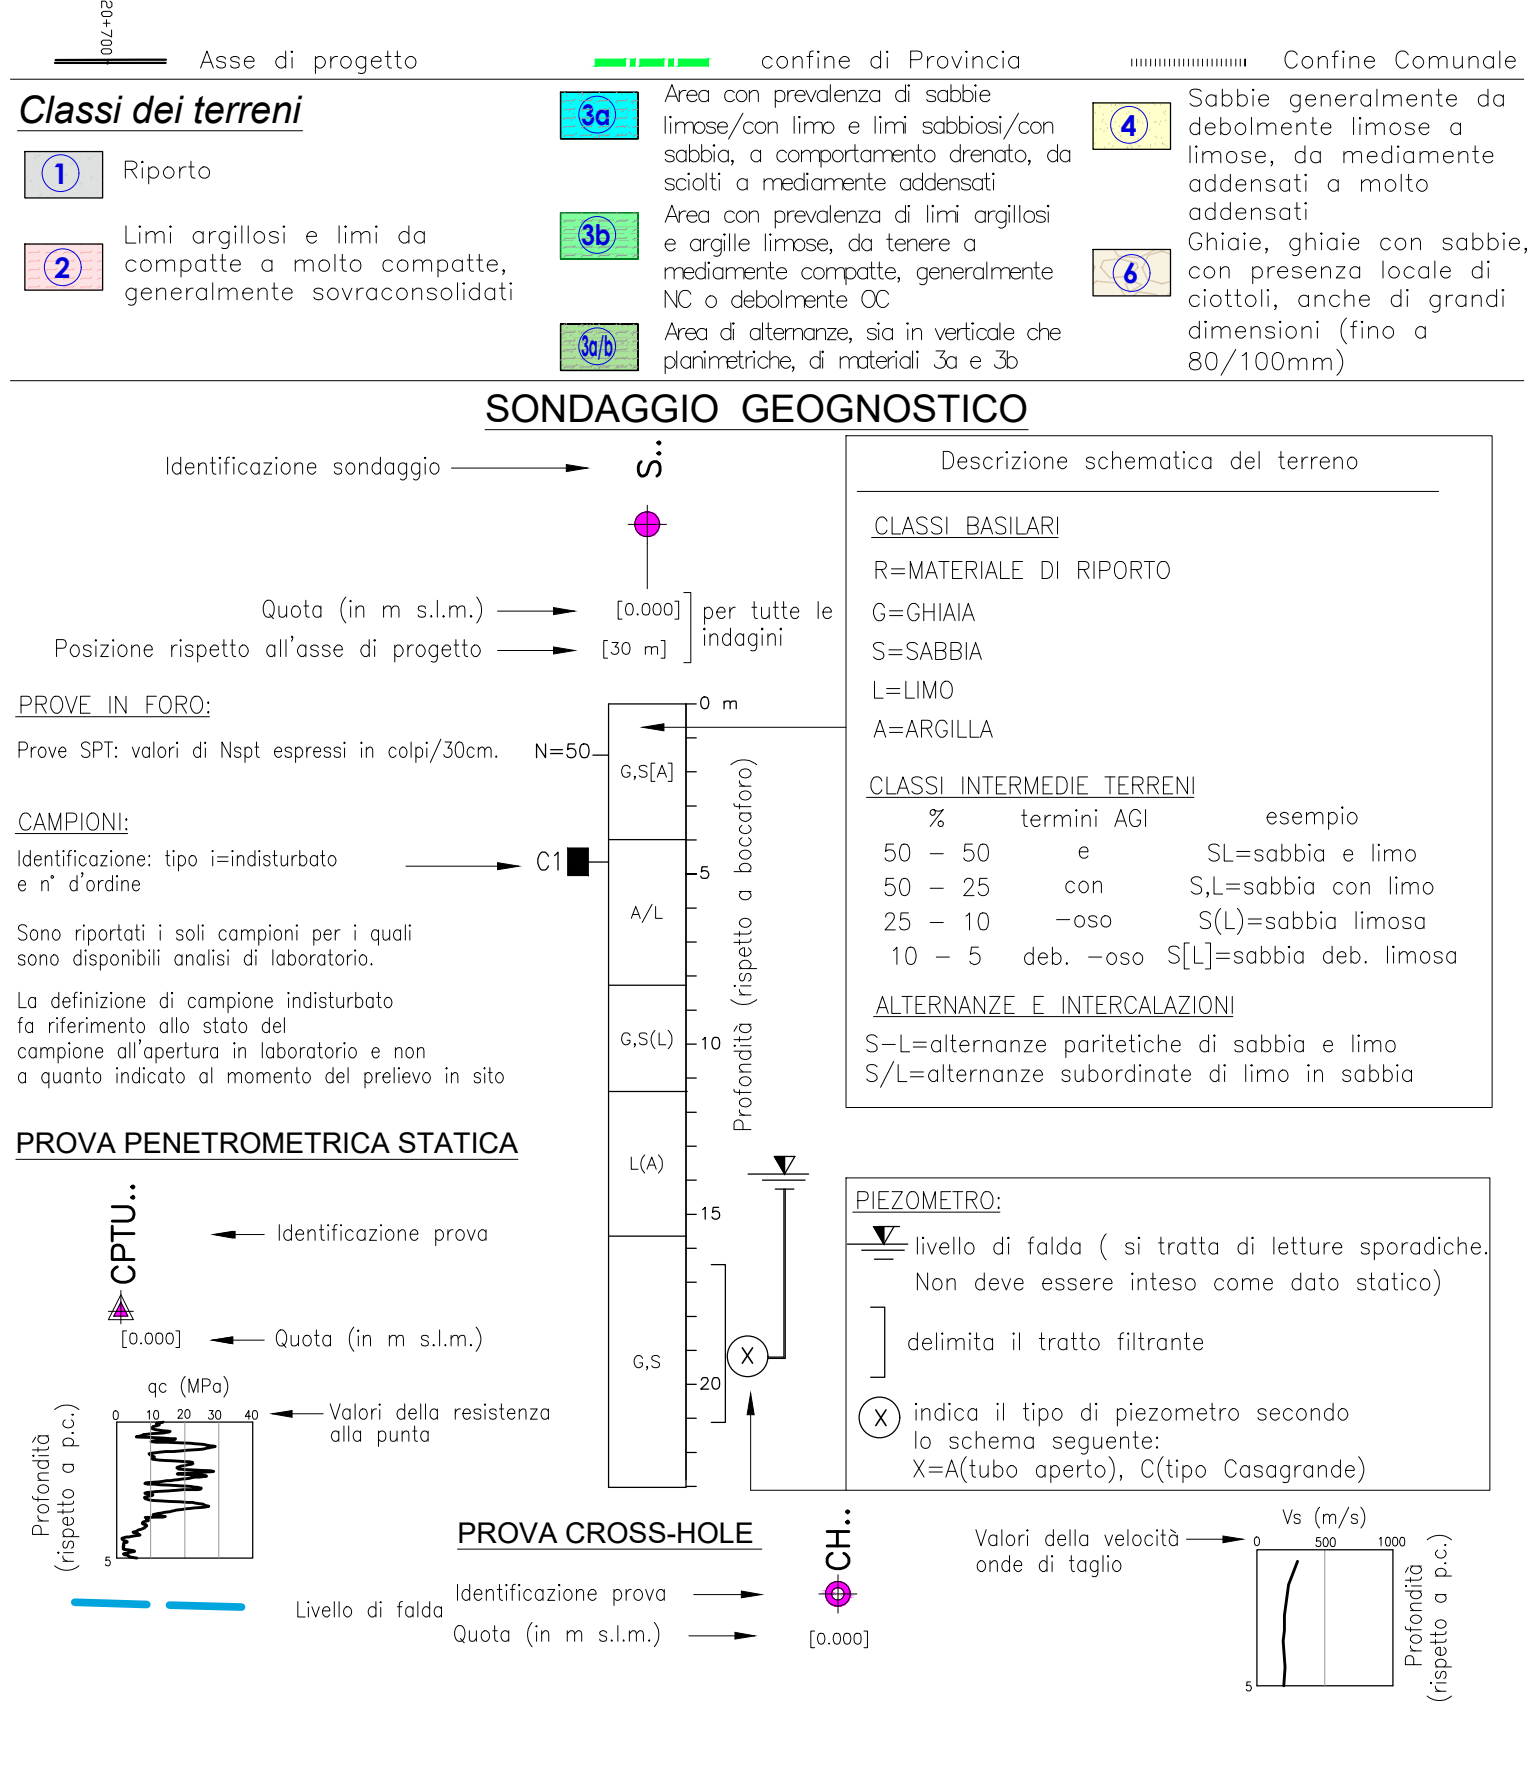 20+700
Asse di progetto
confine di Provincia
Confine Comunale
Classi dei terreni
1
Riporto
2
Limi argillosi e limi da
compatte a molto compatte,
generalmente sovraconsolidati
3a
Area con prevalenza di sabbie
limose/con limo e limi sabbiosi/con
sabbia, a comportamento drenato, da
sciolti a mediamente addensati
3b
Area con prevalenza di limi argillosi
e argille limose, da tenere a
mediamente compatte, generalmente
NC o debolmente OC
3a/b
Area di alternanze, sia in verticale che
planimetriche, di materiali 3a e 3b
4
Sabbie generalmente da
debolmente limose a
limose, da mediamente
addensati a molto
addensati
6
Ghiaie, ghiaie con sabbie,
con presenza locale di
ciottoli, anche di grandi
dimensioni (fino a
80/100mm)
SONDAGGIO GEOGNOSTICO
Identificazione sondaggio
S..
Quota (in m s.l.m.)
[0.000]
Posizione rispetto all'asse di progetto
[30 m]
per tutte le
indagini
PROVE IN FORO:
Prove SPT: valori di Nspt espressi in colpi/30cm.
N=50
CAMPIONI:
Identificazione: tipo i=indisturbato
e n° d'ordine
C1
Sono riportati i soli campioni per i quali
sono disponibili analisi di laboratorio.
La definizione di campione indisturbato
fa riferimento allo stato del
campione all'apertura in laboratorio e non
a quanto indicato al momento del prelievo in sito
0 m
G,S[A]
5
A/L
G,S(L)
10
L(A)
15
G,S
20
Profondità (rispetto a boccaforo)
X
Descrizione schematica del terreno
CLASSI BASILARI
R=MATERIALE DI RIPORTO
G=GHIAIA
S=SABBIA
L=LIMO
A=ARGILLA
CLASSI INTERMEDIE TERRENI
% termini AGI esempio
50 - 50 e SL=sabbia e limo
50 - 25 con S,L=sabbia con limo
25 - 10 -oso S(L)=sabbia limosa
10 - 5 deb. -oso S[L]=sabbia deb. limosa
ALTERNANZE E INTERCALAZIONI
S-L=alternanze paritetiche di sabbia e limo
S/L=alternanze subordinate di limo in sabbia
PIEZOMETRO:
livello di falda ( si tratta di letture sporadiche.
Non deve essere inteso come dato statico)
delimita il tratto filtrante
X
indica il tipo di piezometro secondo
lo schema seguente:
X=A(tubo aperto), C(tipo Casagrande)
PROVA PENETROMETRICA STATICA
CPTU..
Identificazione prova
[0.000]
Quota (in m s.l.m.)
qc (MPa)
0 10 20 30 40
Valori della resistenza
alla punta
Profondità
(rispetto a p.c.)
5
Livello di falda
PROVA CROSS-HOLE
CH..
Identificazione prova
Quota (in m s.l.m.)
[0.000]
Valori della velocità
onde di taglio
Vs (m/s)
0 500 1000
Profondità
(rispetto a p.c.)
5